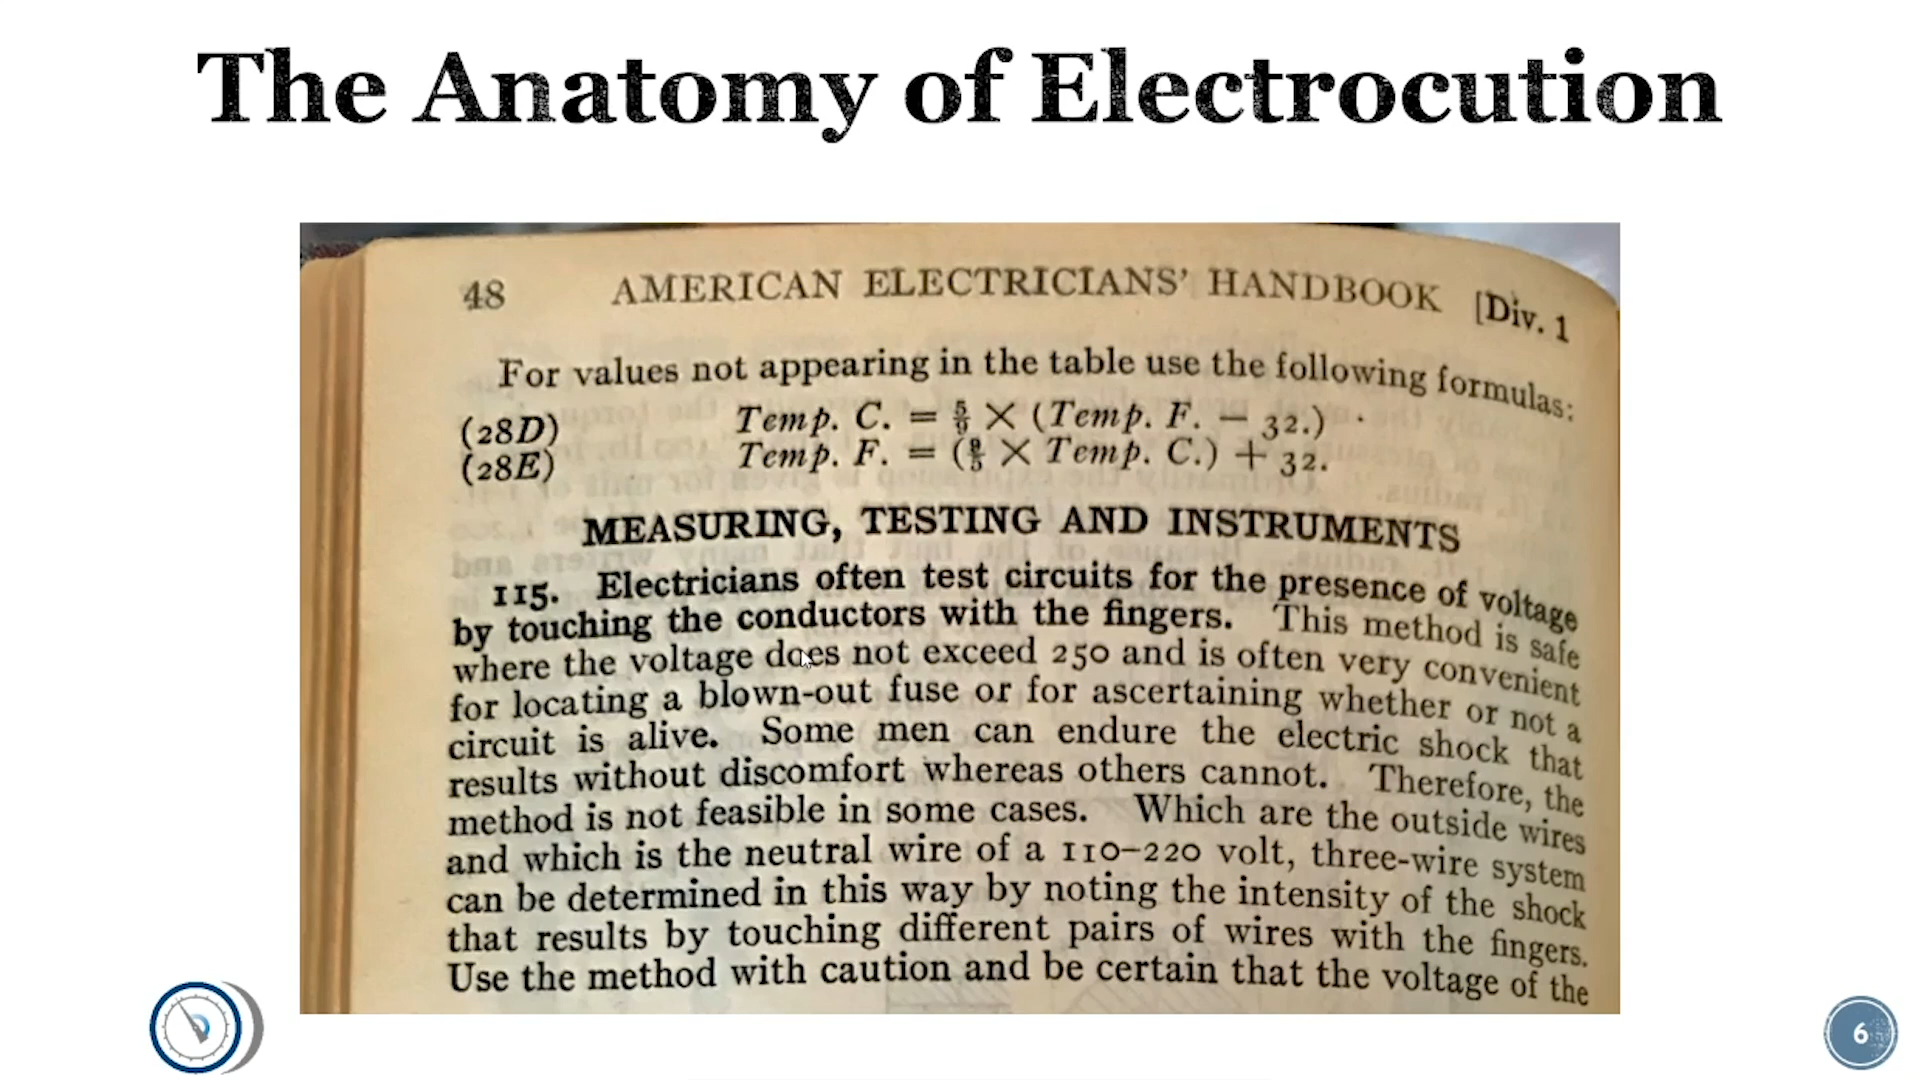 The Anatomy of Electrocution
48 AMERICAN ELECTRICIANS' HANDBOOK [Div. 1
For values not appearing in the table use the following formulas:
(28D) Temp. C. = 5/9 × (Temp. F. − 32.)
(28E) Temp. F. = (9/5 × Temp. C.) + 32.
MEASURING, TESTING AND INSTRUMENTS
115. Electricians often test circuits for the presence of voltage
by touching the conductors with the fingers. This method is safe
where the voltage does not exceed 250 and is often very convenient
for locating a blown-out fuse or for ascertaining whether or not a
circuit is alive. Some men can endure the electric shock that
results without discomfort whereas others cannot. Therefore, the
method is not feasible in some cases. Which are the outside wires
and which is the neutral wire of a 110–220 volt, three-wire system
can be determined in this way by noting the intensity of the shock
that results by touching different pairs of wires with the fingers.
Use the method with caution and be certain that the voltage of the
6